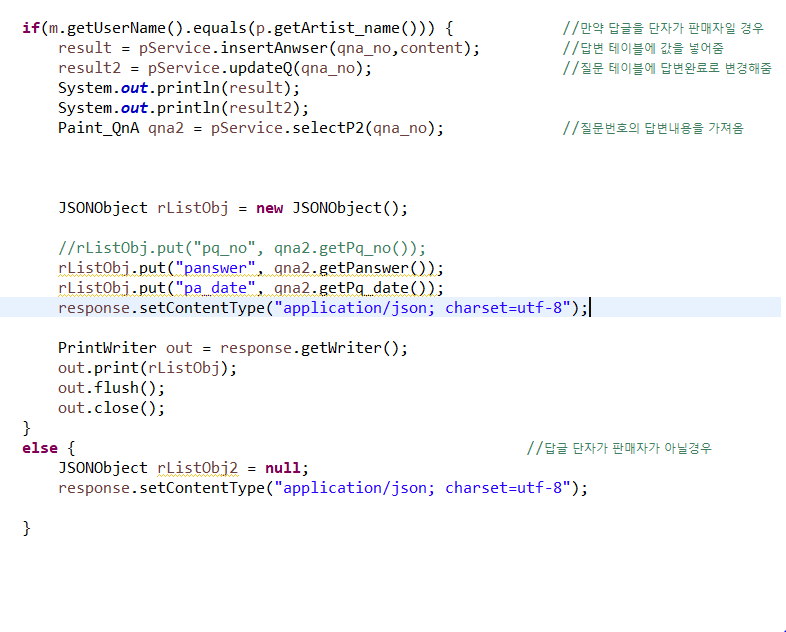 if(m.getUserName().equals(p.getArtist_name())) { //만약 답글을 단자가 판매자일 경우
result = pService.insertAnwser(qna_no,content); //답변 테이블에 값을 넣어줌
result2 = pService.updateQ(qna_no); //질문 테이블에 답변완료로 변경해줌
System.out.println(result);
System.out.println(result2);
Paint_QnA qna2 = pService.selectP2(qna_no); //질문번호의 답변내용을 가져옴
JSONObject rListObj = new JSONObject();
//rListObj.put("pq_no", qna2.getPq_no());
rListObj.put("panswer", qna2.getPanswer());
rListObj.put("pa_date", qna2.getPq_date());
response.setContentType("application/json; charset=utf-8");
PrintWriter out = response.getWriter();
out.print(rListObj);
out.flush();
out.close();
}
else { //답글 단자가 판매자가 아닐경우
JSONObject rListObj2 = null;
response.setContentType("application/json; charset=utf-8");
}